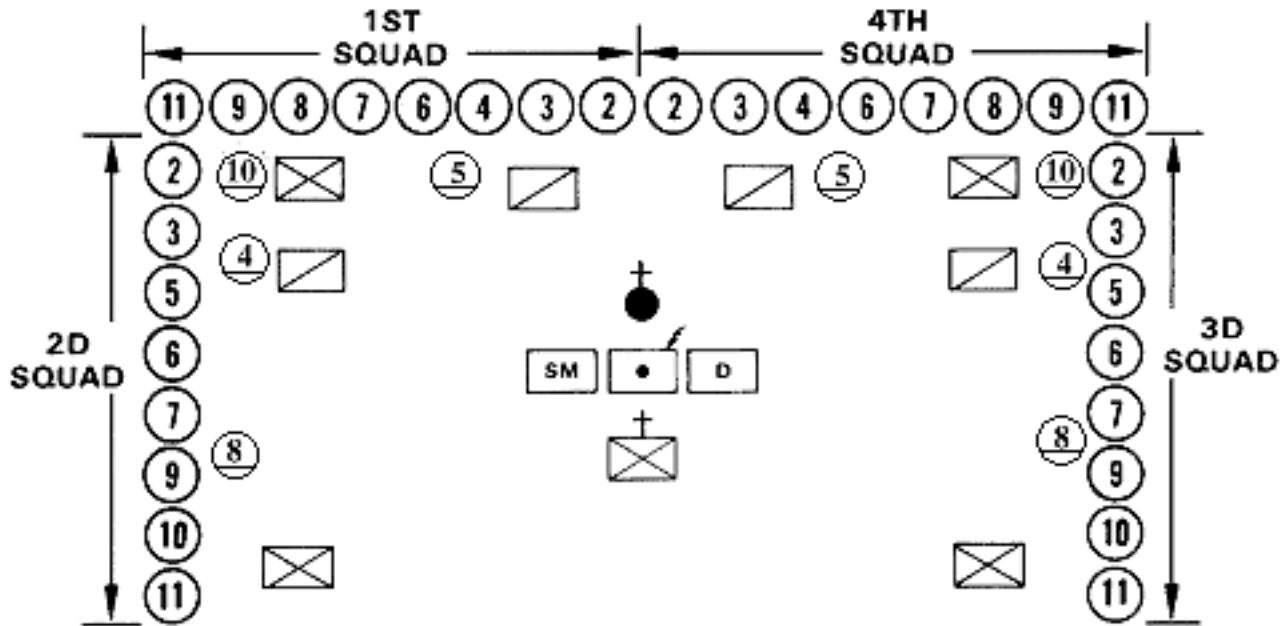 1ST
SQUAD
4TH
SQUAD
11 9 8 7 6 4 3 2 2 3 4 6 7 8 9 11
2 10 5 5 10 2
3 4 4 3
5 5
2D
SQUAD
3D
SQUAD
6 SM D 6
7 8 8 7
9 9
10 10
11 11